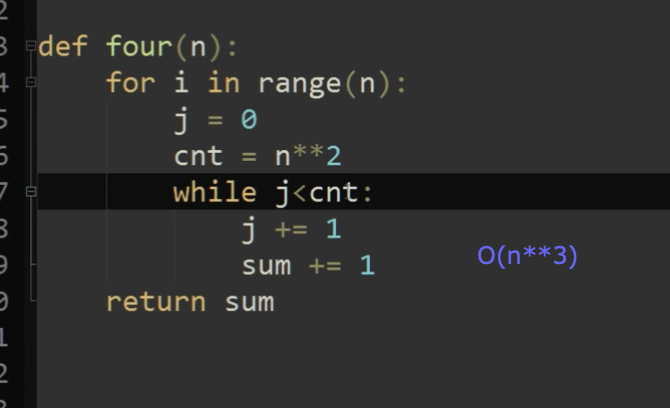 2
3 def four(n):
4 for i in range(n):
5 j = 0
6 cnt = n**2
7 while j<cnt:
8 j += 1
9 sum += 1
O(n**3)
0 return sum
1
2